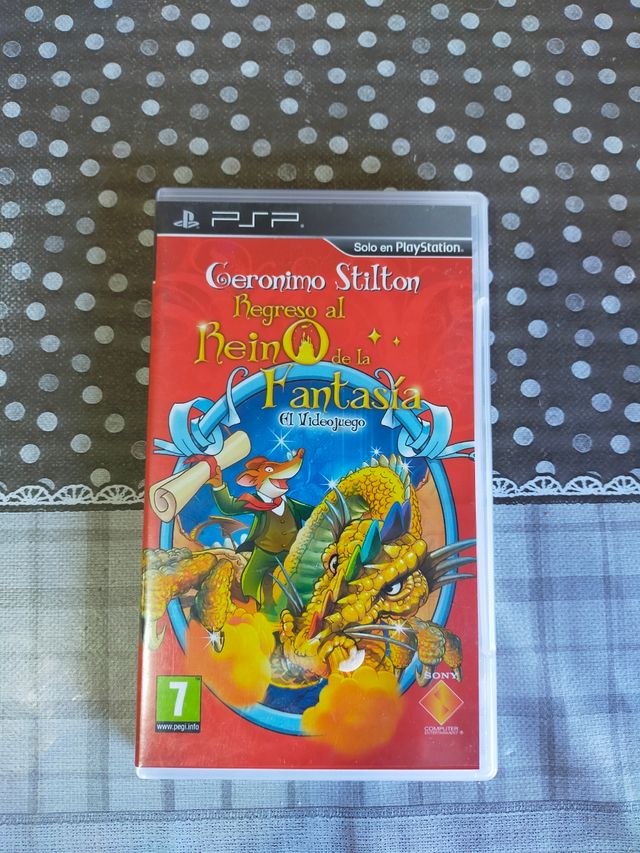 PSP
Solo en PlayStation
Geronimo Stilton
Regreso al
Reino de la
Fantasía
El Videojuego
7
www.pegi.info
SONY
COMPUTER
ENTERTAINMENT®